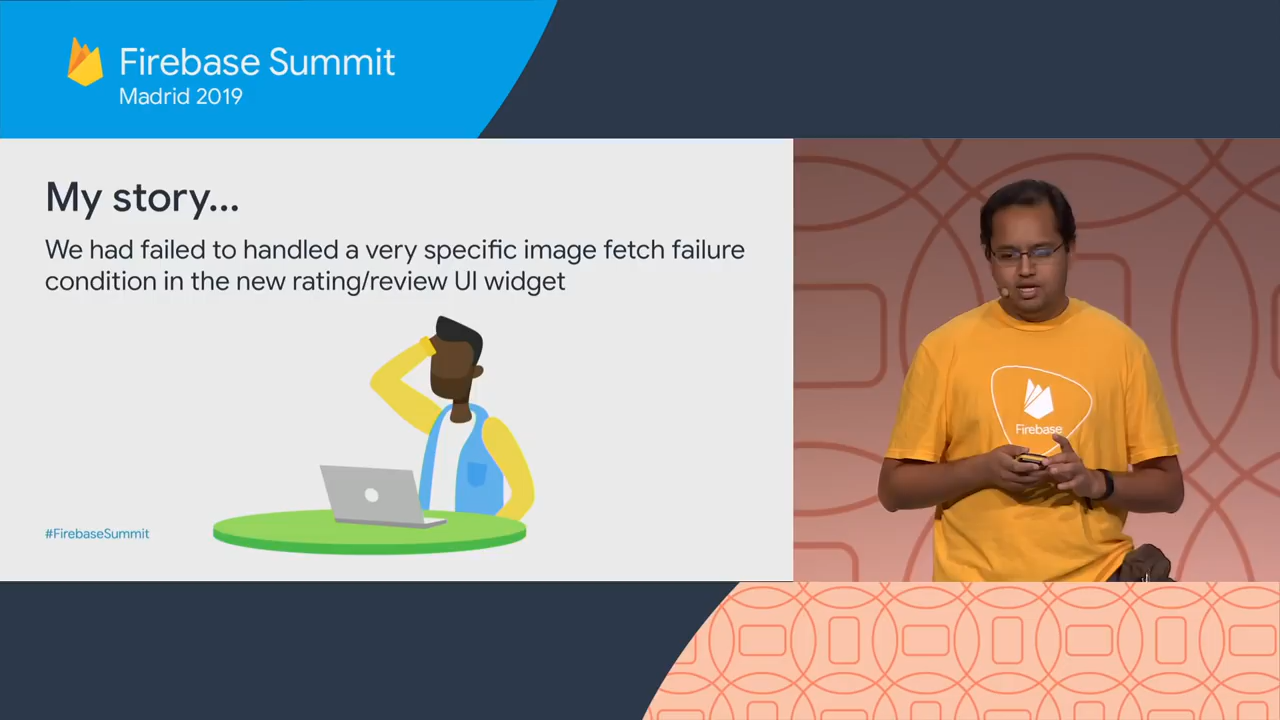 Firebase Summit
Madrid 2019
My story...
We had failed to handled a very specific image fetch failure
condition in the new rating/review UI widget
#FirebaseSummit
Firebase